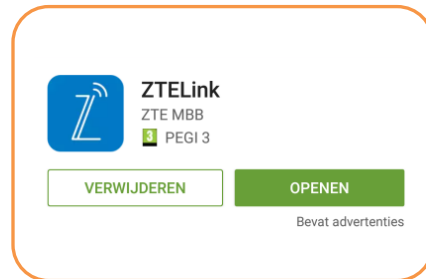 ZTELink
ZTE MBB
3 PEGI 3
VERWIJDEREN OPENEN
Bevat advertenties